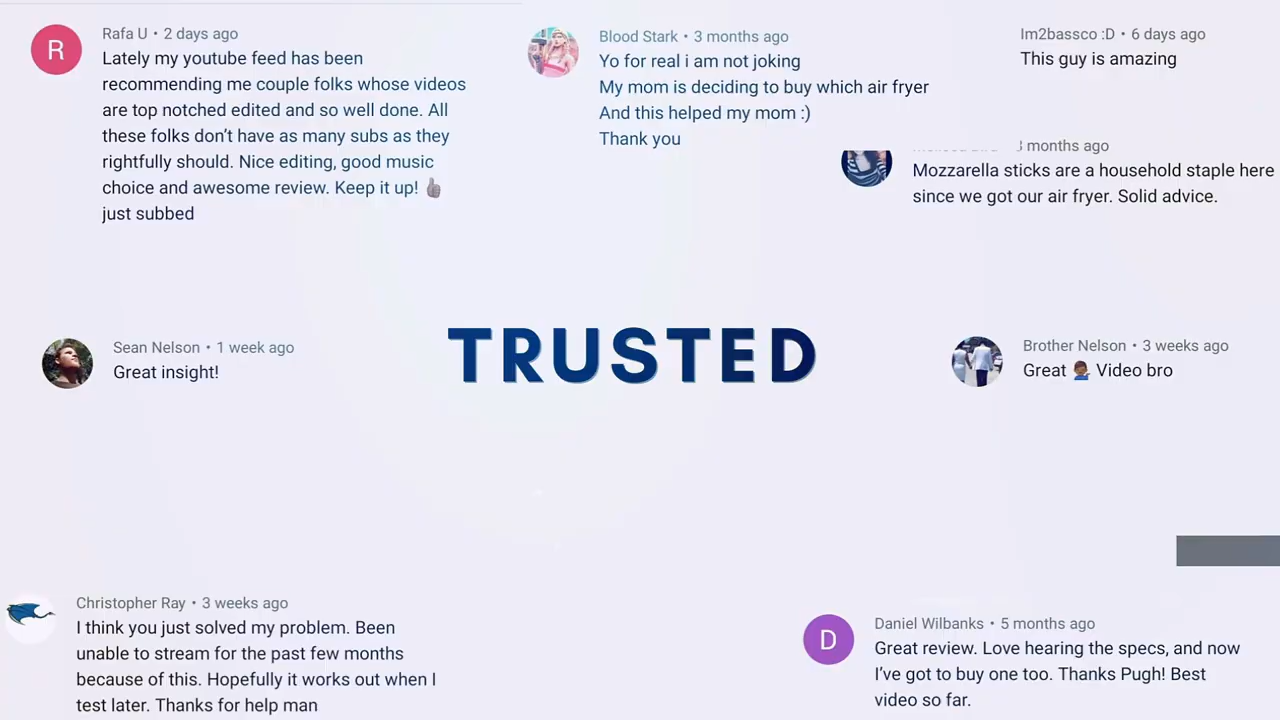 R
Rafa U • 2 days ago
Lately my youtube feed has been
recommending me couple folks whose videos
are top notched edited and so well done. All
these folks don't have as many subs as they
rightfully should. Nice editing, good music
choice and awesome review. Keep it up! 👍🏿
just subbed
Blood Stark • 3 months ago
Yo for real i am not joking
My mom is deciding to buy which air fryer
And this helped my mom :)
Thank you
Im2bassco :D • 6 days ago
This guy is amazing
months ago
Mozzarella sticks are a household staple here
since we got our air fryer. Solid advice.
Sean Nelson • 1 week ago
Great insight!
TRUSTED
Brother Nelson • 3 weeks ago
Great 💁🏾‍♂️ Video bro
Christopher Ray • 3 weeks ago
I think you just solved my problem. Been
unable to stream for the past few months
because of this. Hopefully it works out when I
test later. Thanks for help man
D
Daniel Wilbanks • 5 months ago
Great review. Love hearing the specs, and now
I've got to buy one too. Thanks Pugh! Best
video so far.